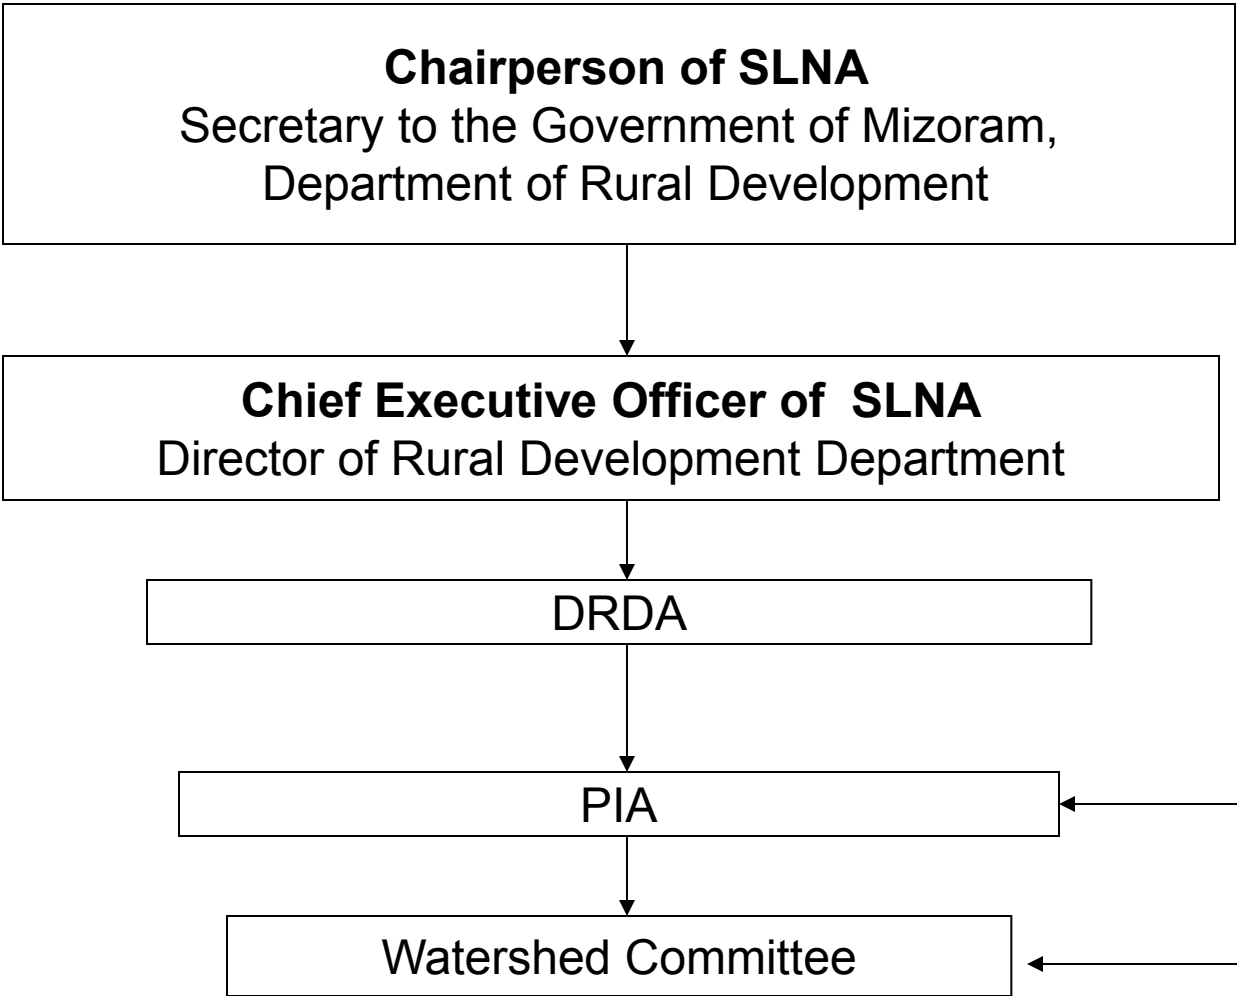 Chairperson of SLNA
Secretary to the Government of Mizoram,
Department of Rural Development
Chief Executive Officer of SLNA
Director of Rural Development Department
DRDA
PIA
Watershed Committee